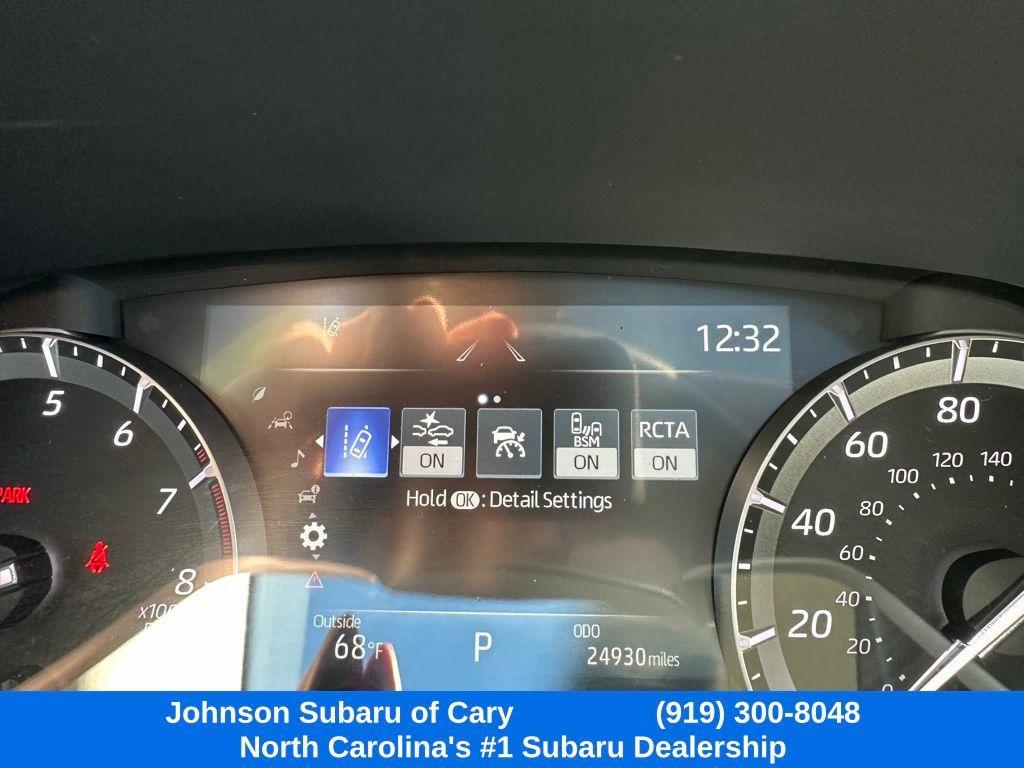 12:32
5
6
7
8
PARK
BSM
RCTA
ON
ON
ON
Hold OK : Detail Settings
Outside
68°F
P
ODO
24930 miles
80
60
40
20
140
120
100
80
60
40
20
0
Johnson Subaru of Cary (919) 300-8048
North Carolina's #1 Subaru Dealership